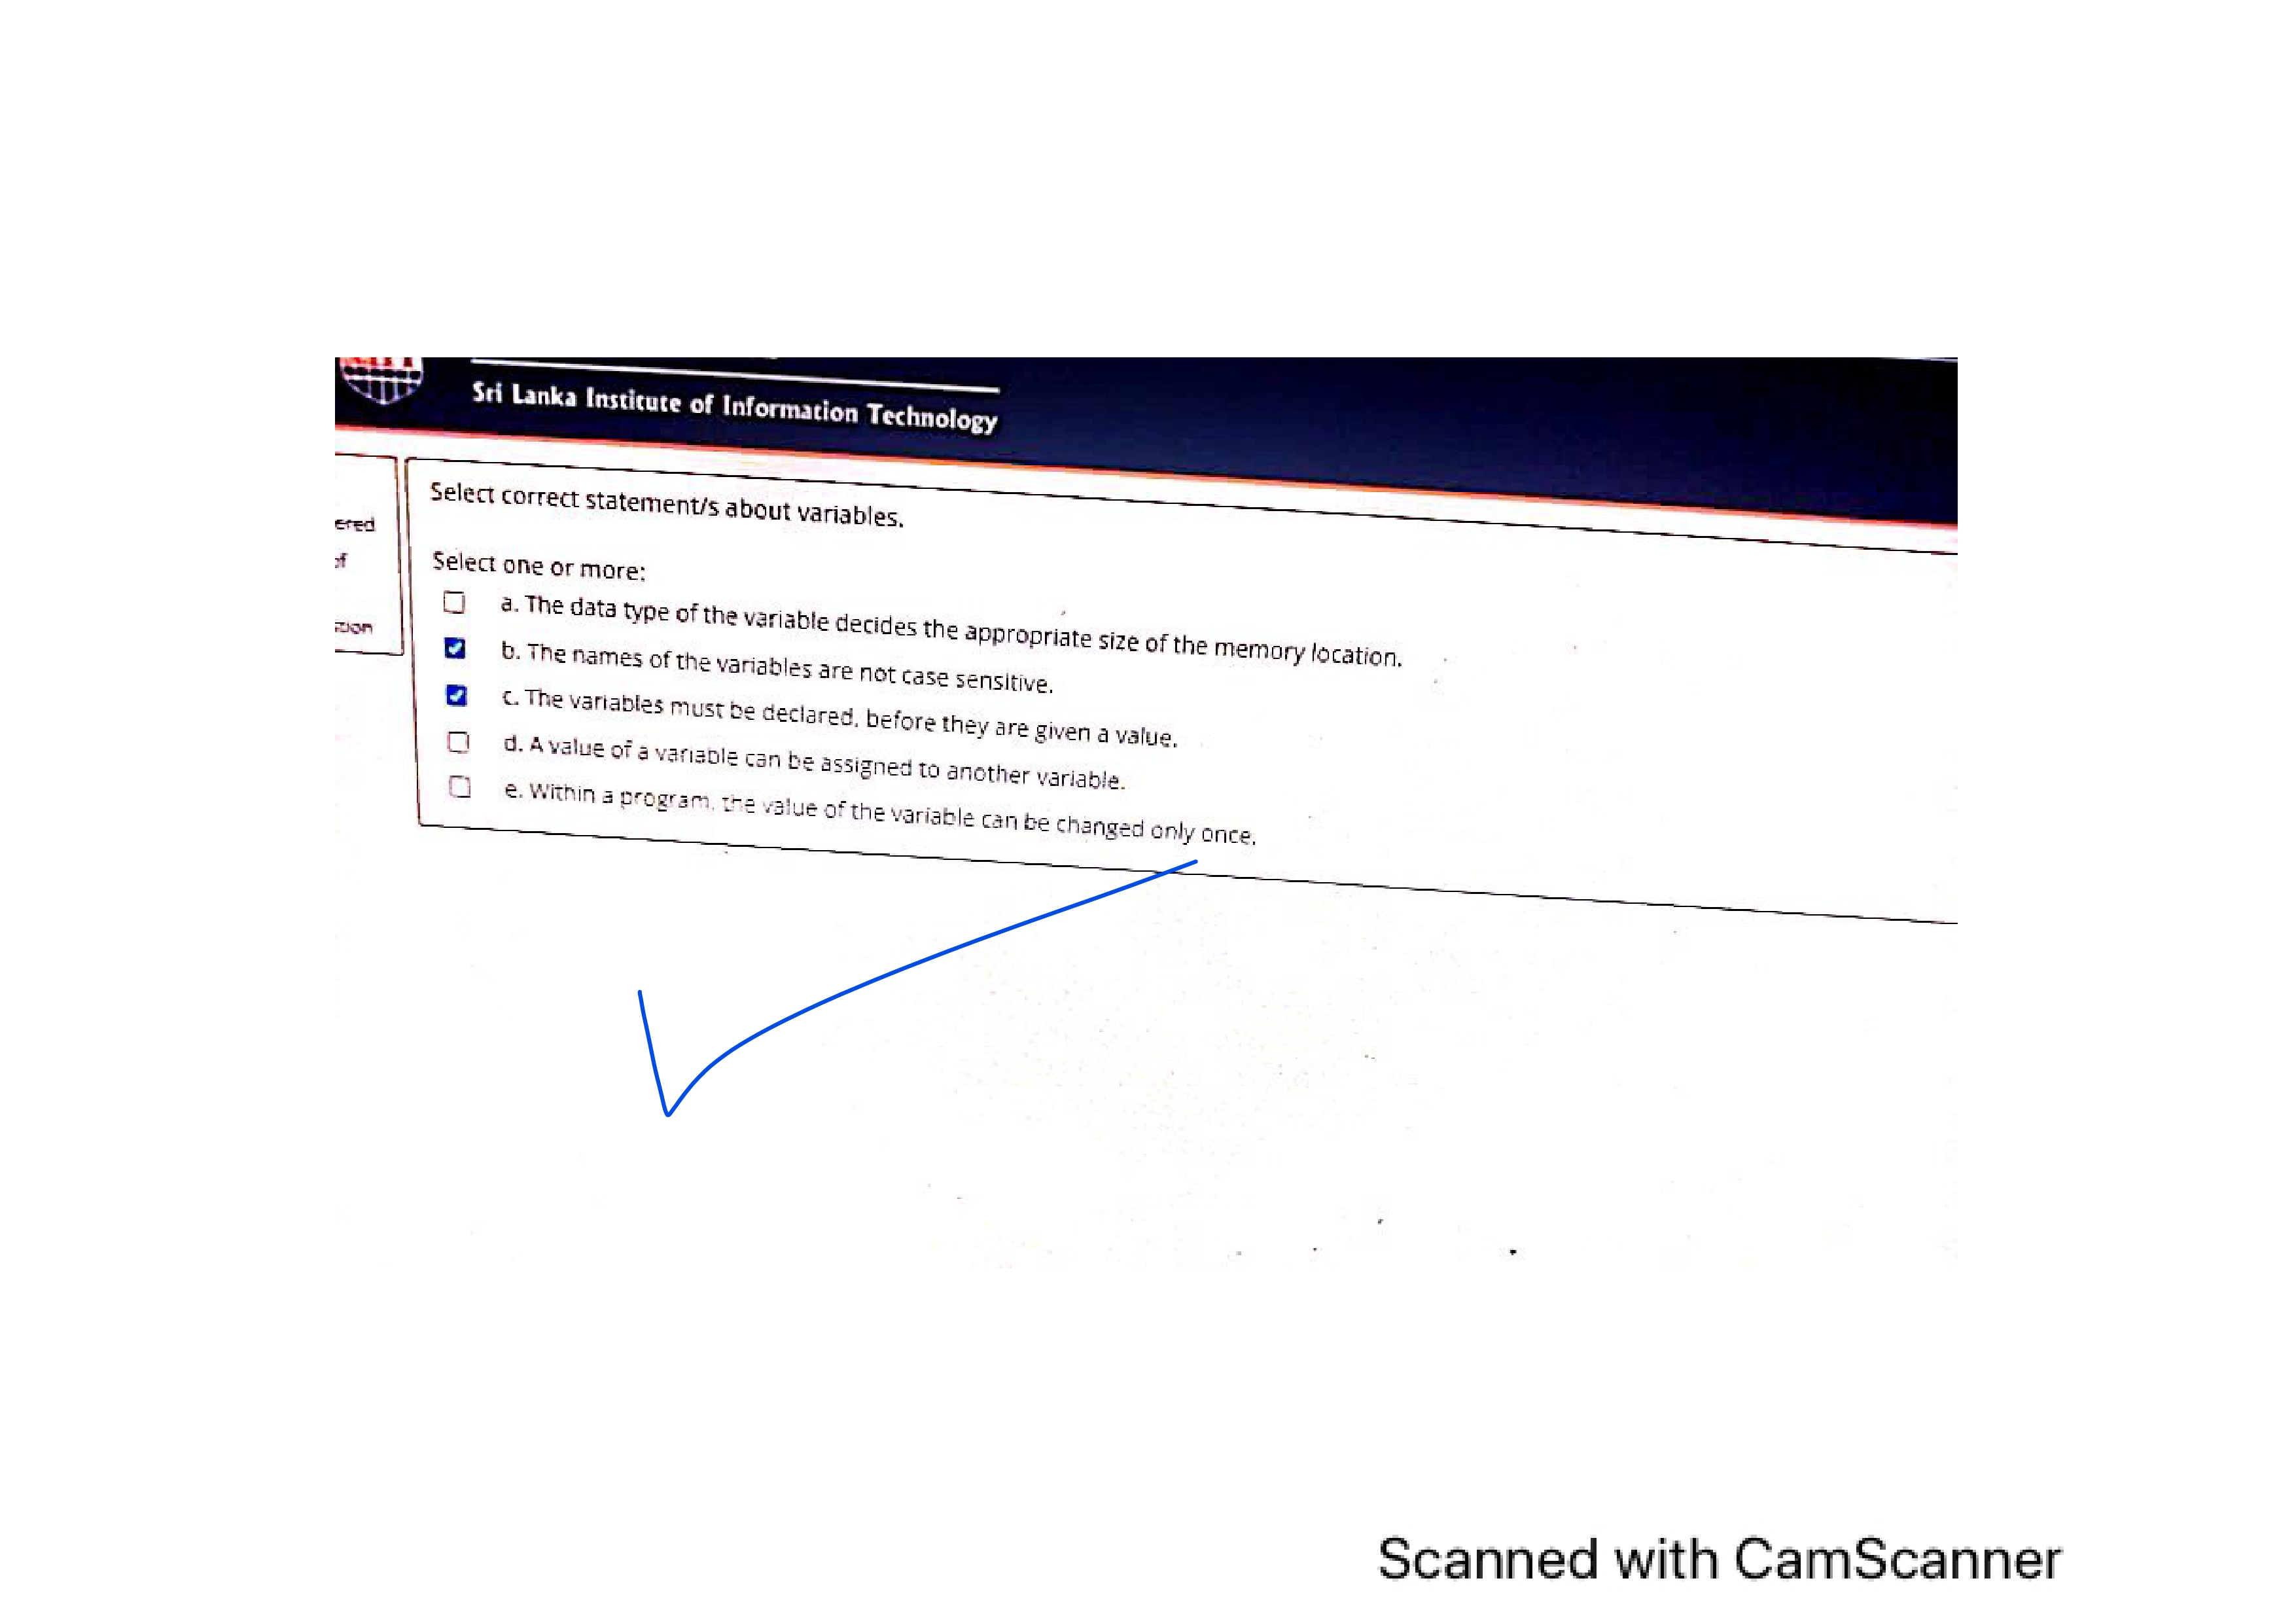 Sri Lanka Institute of Information Technology
ered
of
Select correct statement/s about variables.
Select one or more:
a. The data type of the variable decides the appropriate size of the memory location.
b. The names of the variables are not case sensitive.
c. The variables must be declared, before they are given a value.
d. A value of a variable can be assigned to another variable.
e. Within a program, the value of the variable can be changed only once.
Scanned with CamScanner